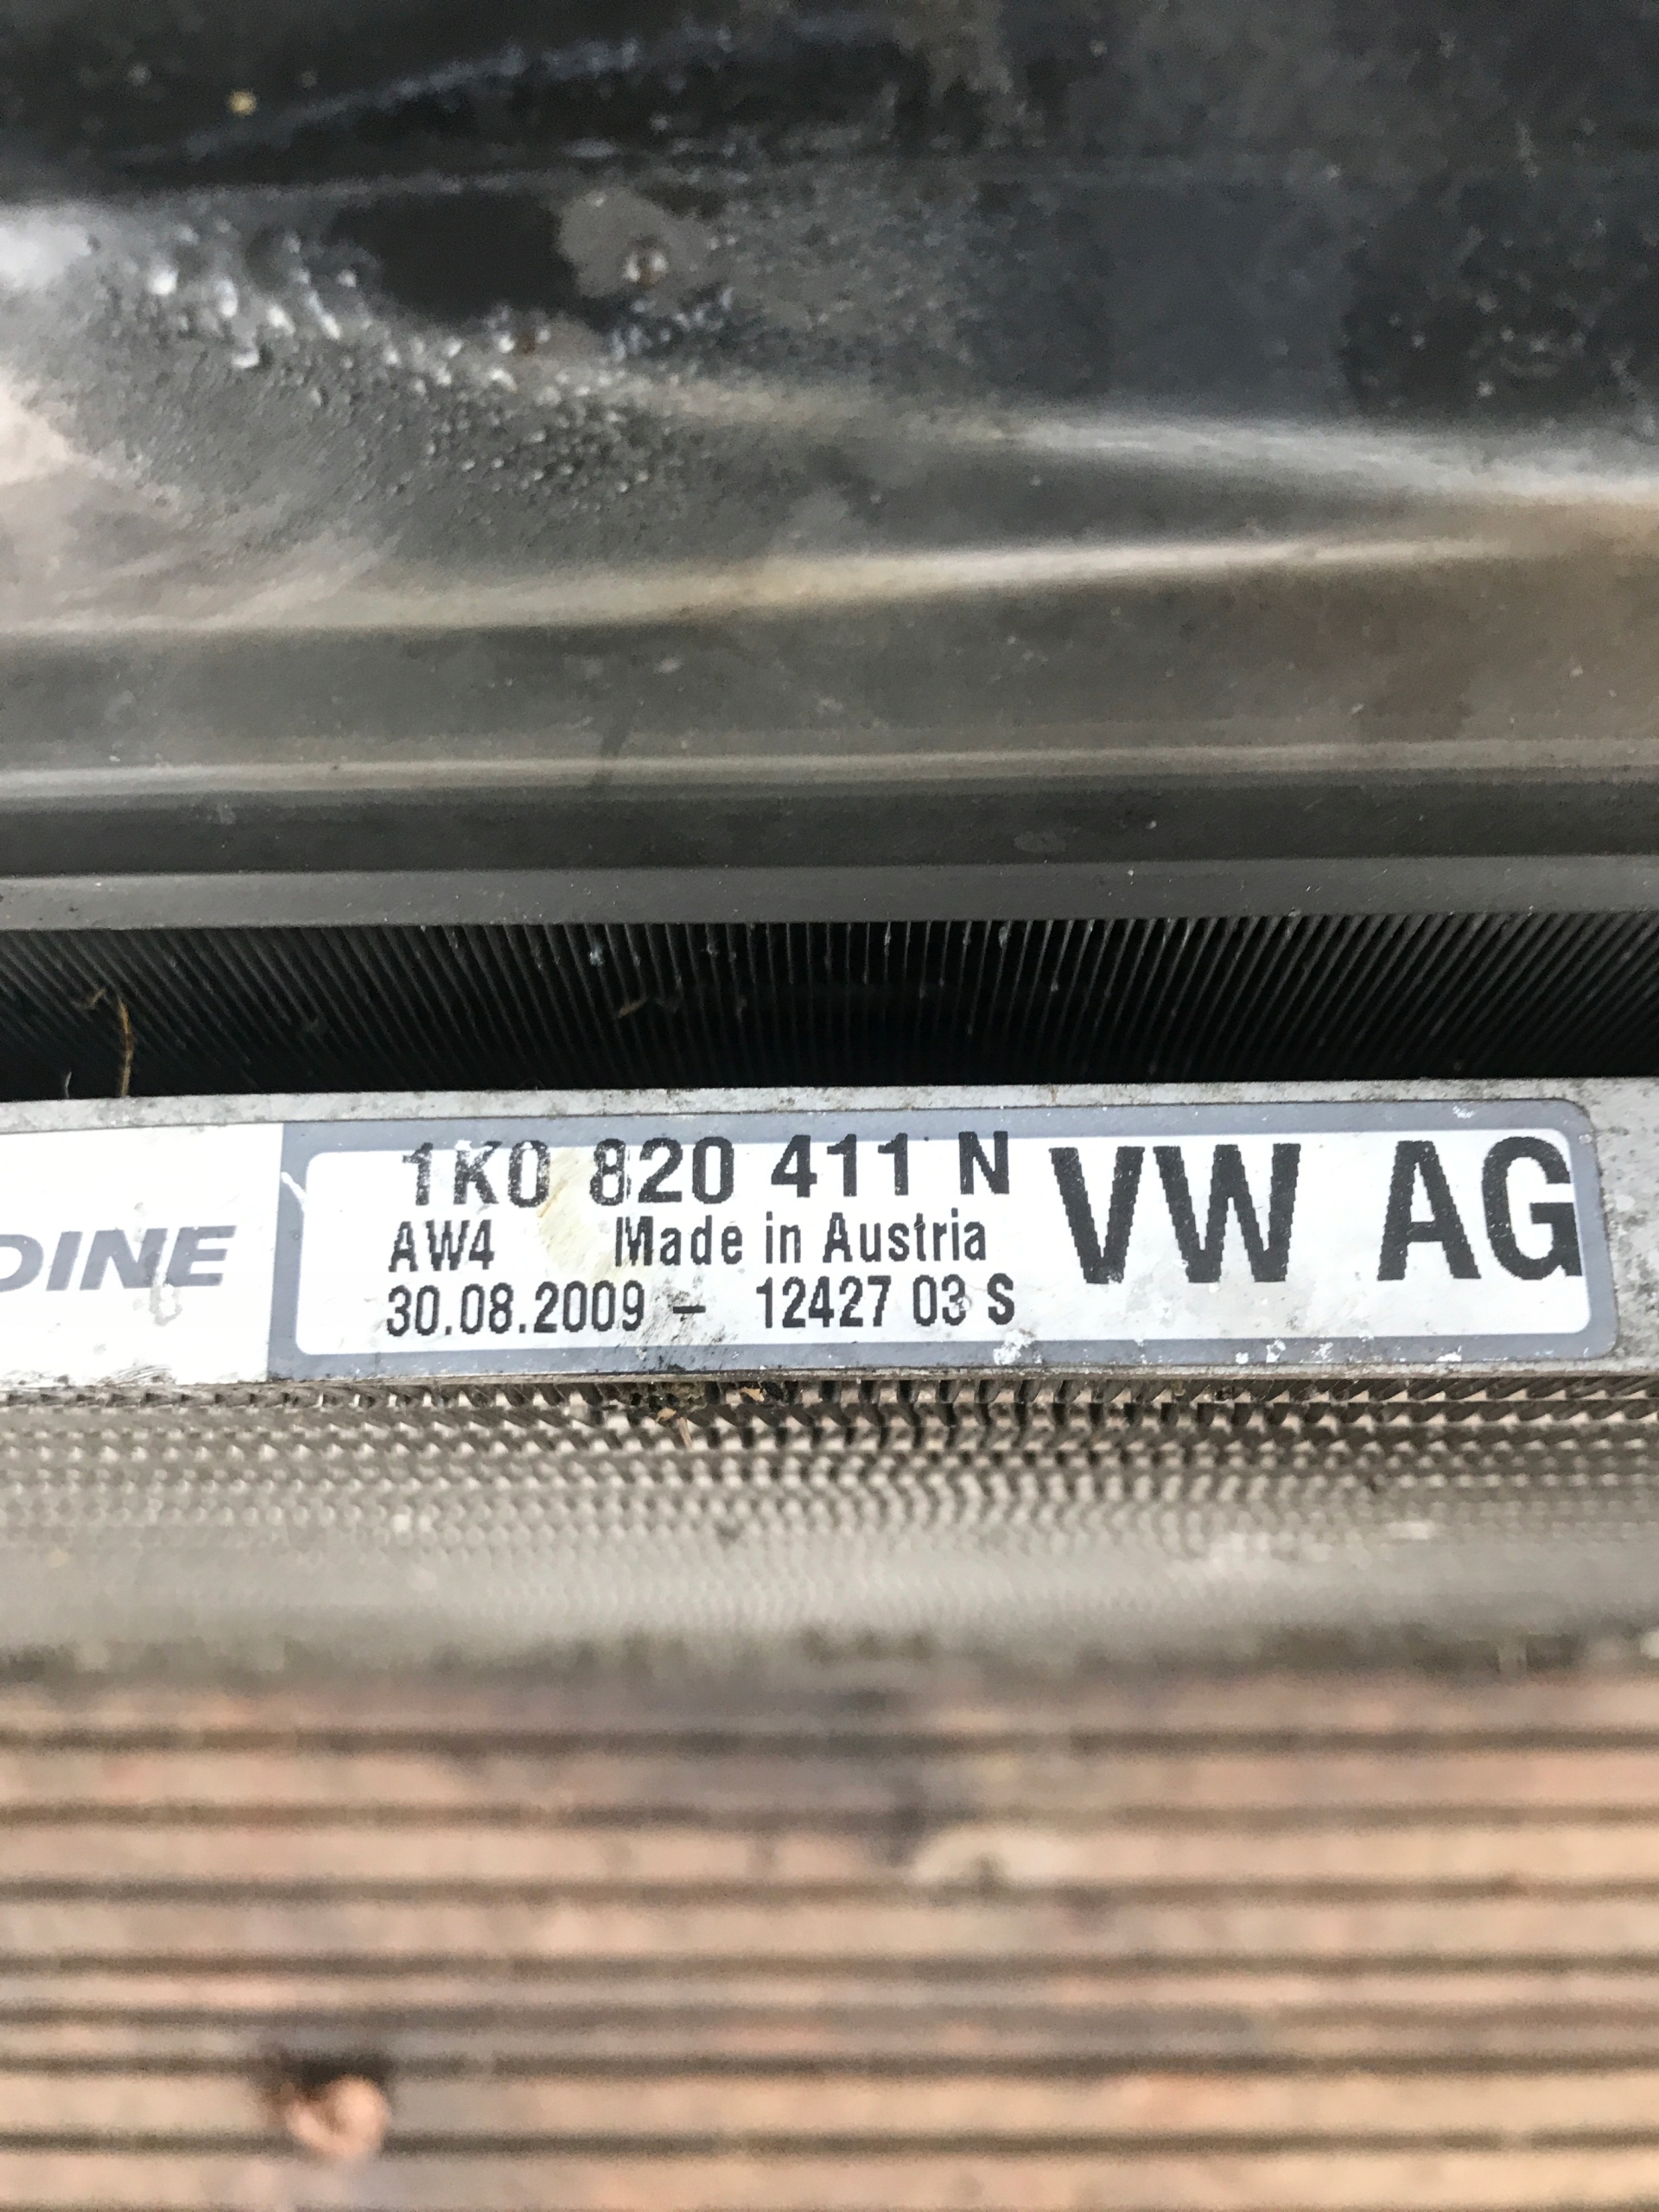 1K0 820 411 N VW AG
DINE AW4 Made in Austria
30.08.2009 - 12427 03 S